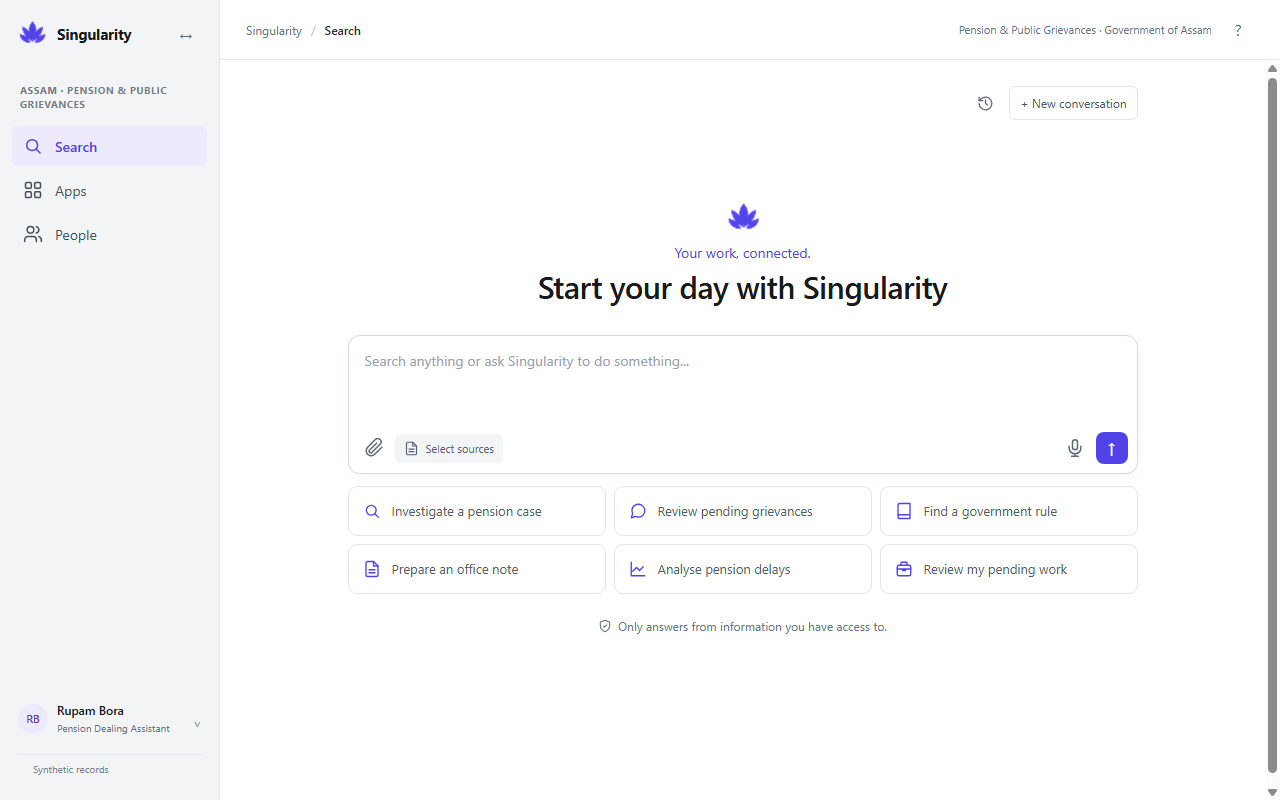 Singularity
↔
Singularity / Search
Pension & Public Grievances · Government of Assam
?
ASSAM · PENSION & PUBLIC
GRIEVANCES
Search
Apps
People
+ New conversation
Your work, connected.
Start your day with Singularity
Search anything or ask Singularity to do something...
Select sources
↑
Investigate a pension case
Review pending grievances
Find a government rule
Prepare an office note
Analyse pension delays
Review my pending work
Only answers from information you have access to.
RB
Rupam Bora
Pension Dealing Assistant
v
Synthetic records